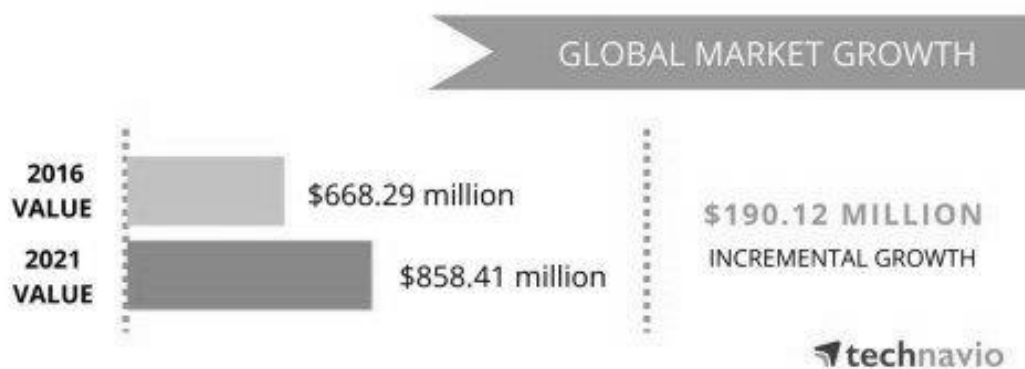 GLOBAL MARKET GROWTH
2016
VALUE
$668.29 million
2021
VALUE
$858.41 million
$190.12 MILLION
INCREMENTAL GROWTH
technavio